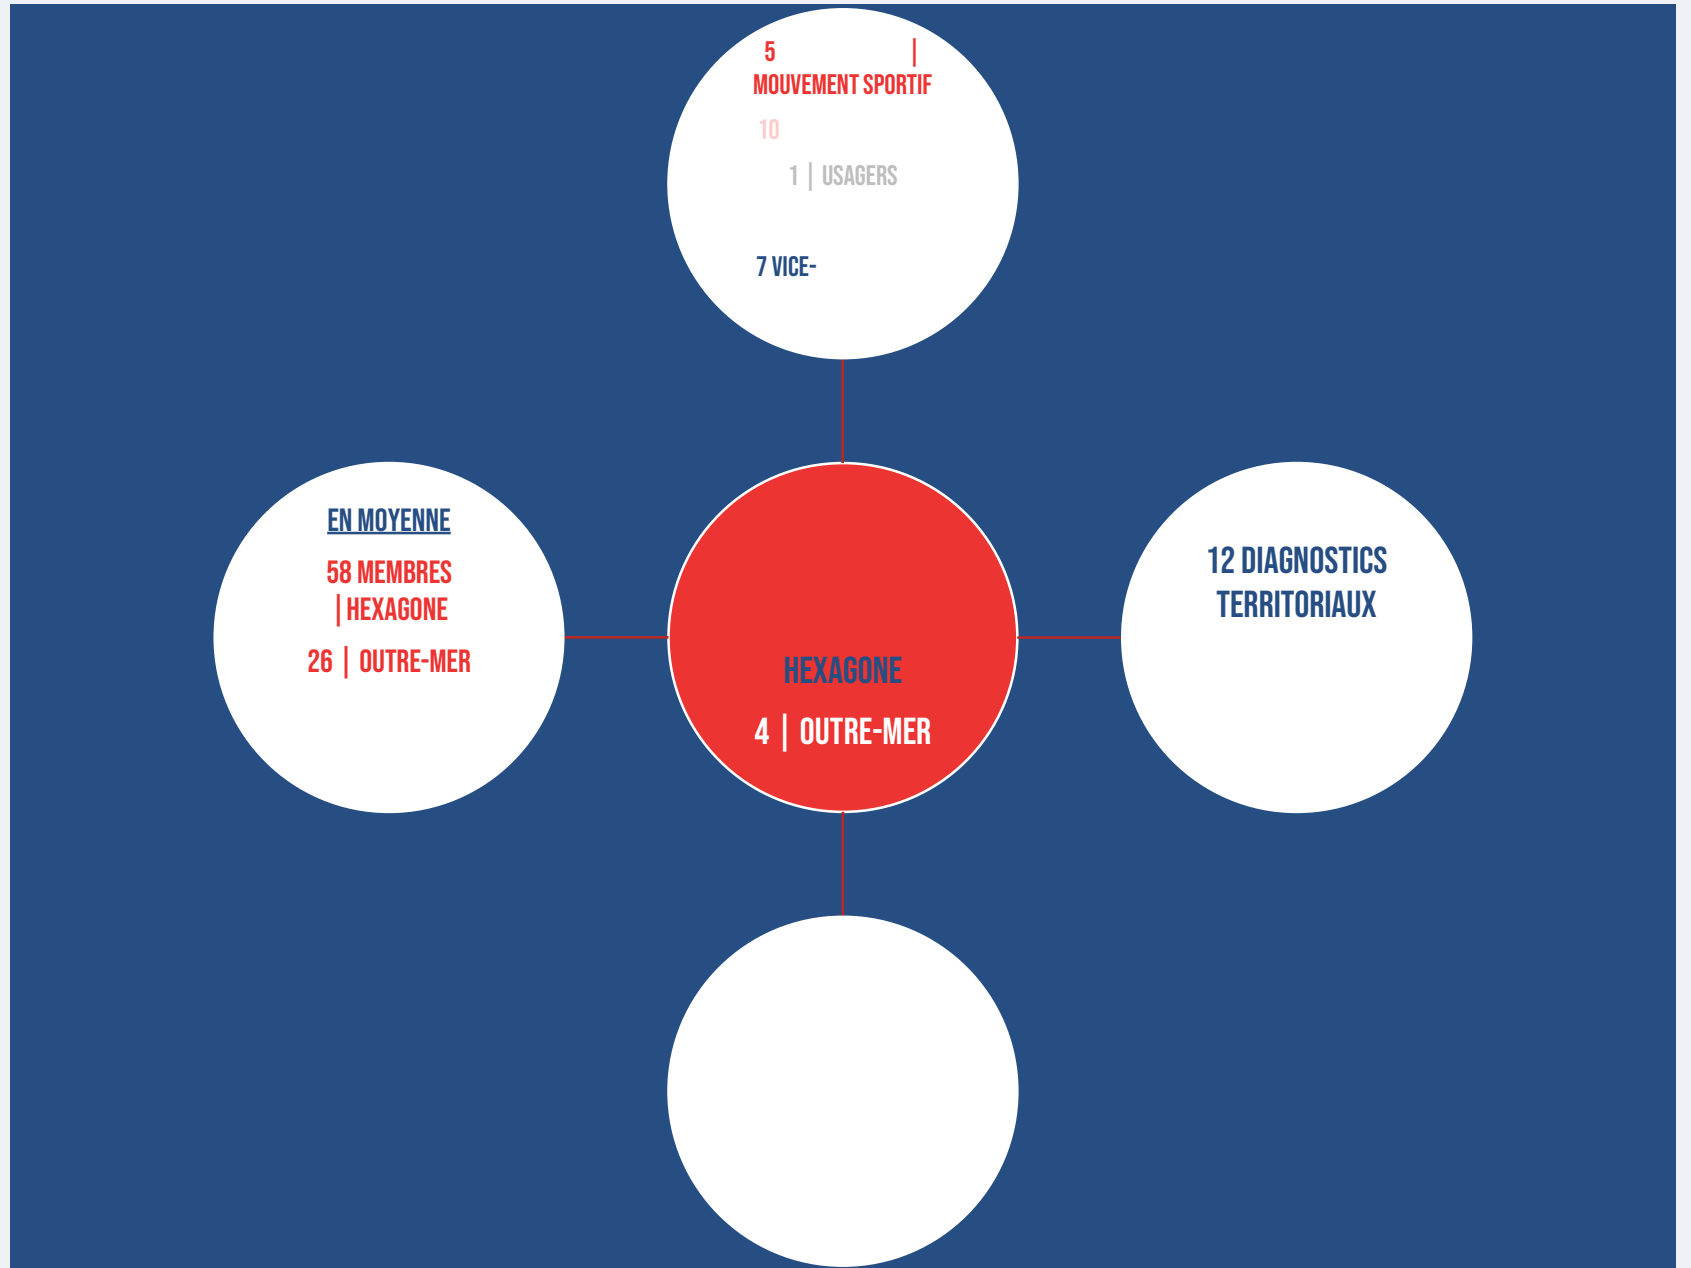 5 |
MOUVEMENT SPORTIF
10
1 | USAGERS
7 VICE-
EN MOYENNE
58 MEMBRES
| HEXAGONE
26 | OUTRE-MER
HEXAGONE
4 | OUTRE-MER
12 DIAGNOSTICS
TERRITORIAUX